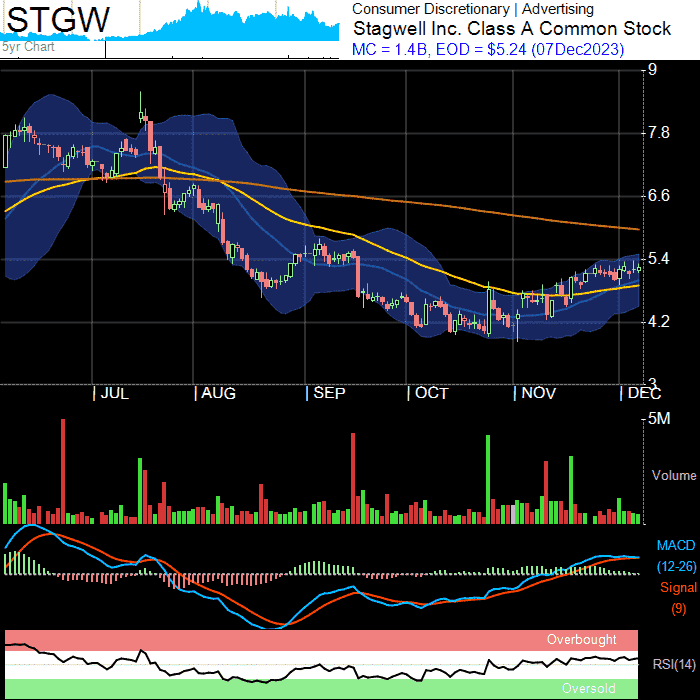 STGW
5yr Chart
Consumer Discretionary | Advertising
Stagwell Inc. Class A Common Stock
MC = 1.4B, EOD = $5.24 (07Dec2023)
9
7.8
6.6
5.4
4.2
3
| JUL | AUG | SEP | OCT | NOV | DEC
5M
Volume
MACD
(12-26)
Signal
(9)
Overbought
RSI(14)
Oversold